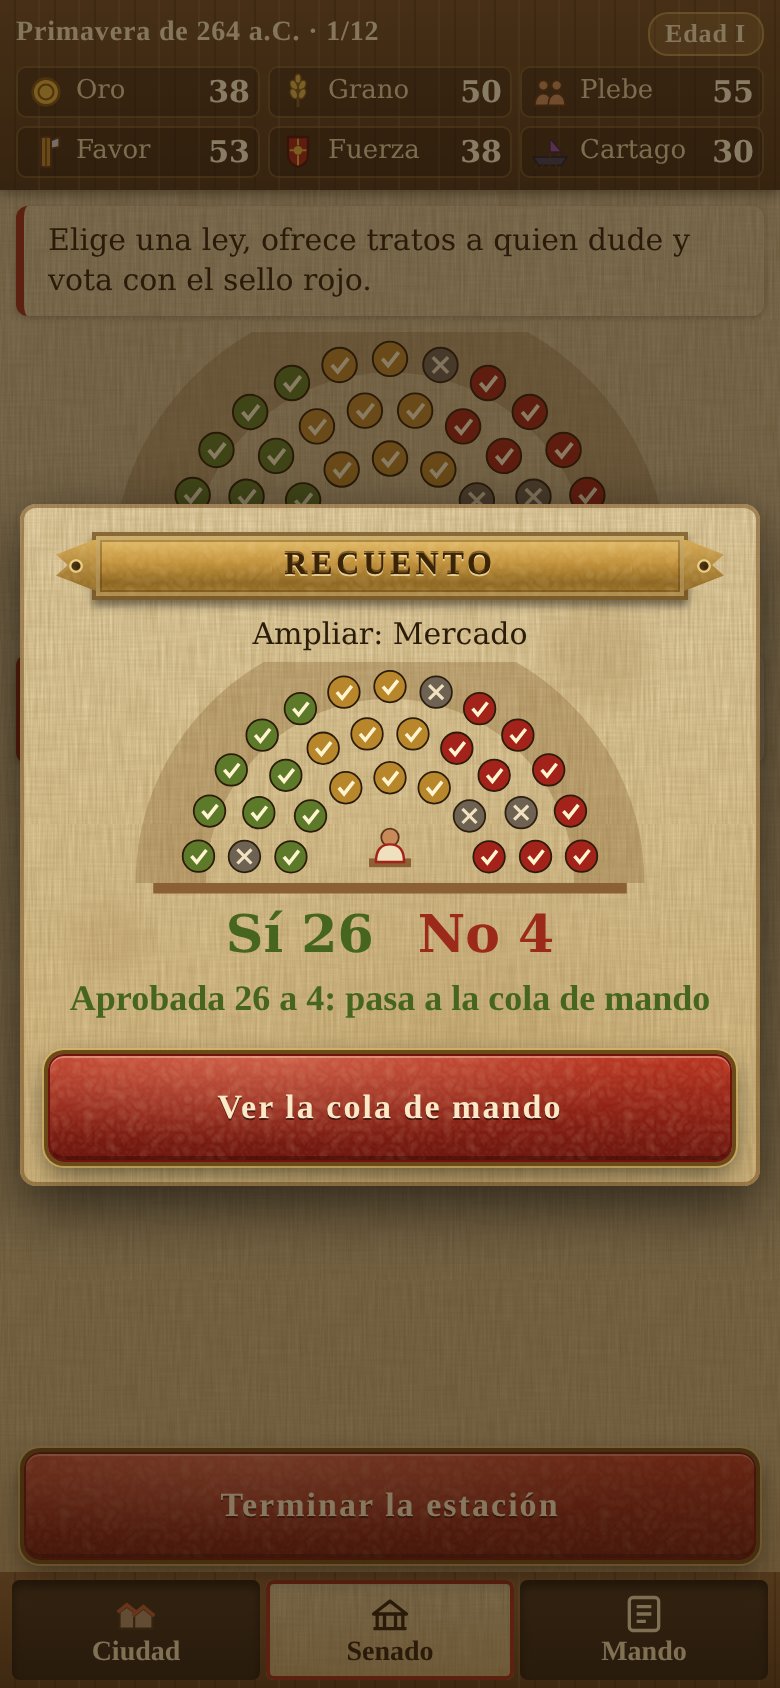 Primavera de 264 a.C. · 1/12
Edad I
Oro 38
Grano 50
Plebe 55
Favor 53
Fuerza 38
Cartago 30
Elige una ley, ofrece tratos a quien dude y
vota con el sello rojo.
RECUENTO
Ampliar: Mercado
Sí 26 No 4
Aprobada 26 a 4: pasa a la cola de mando
Ver la cola de mando
Terminar la estación
Ciudad
Senado
Mando